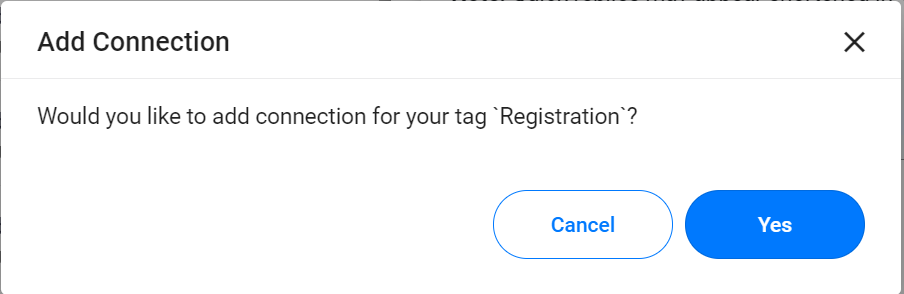 Add Connection
Would you like to add connection for your tag `Registration`?
Cancel
Yes